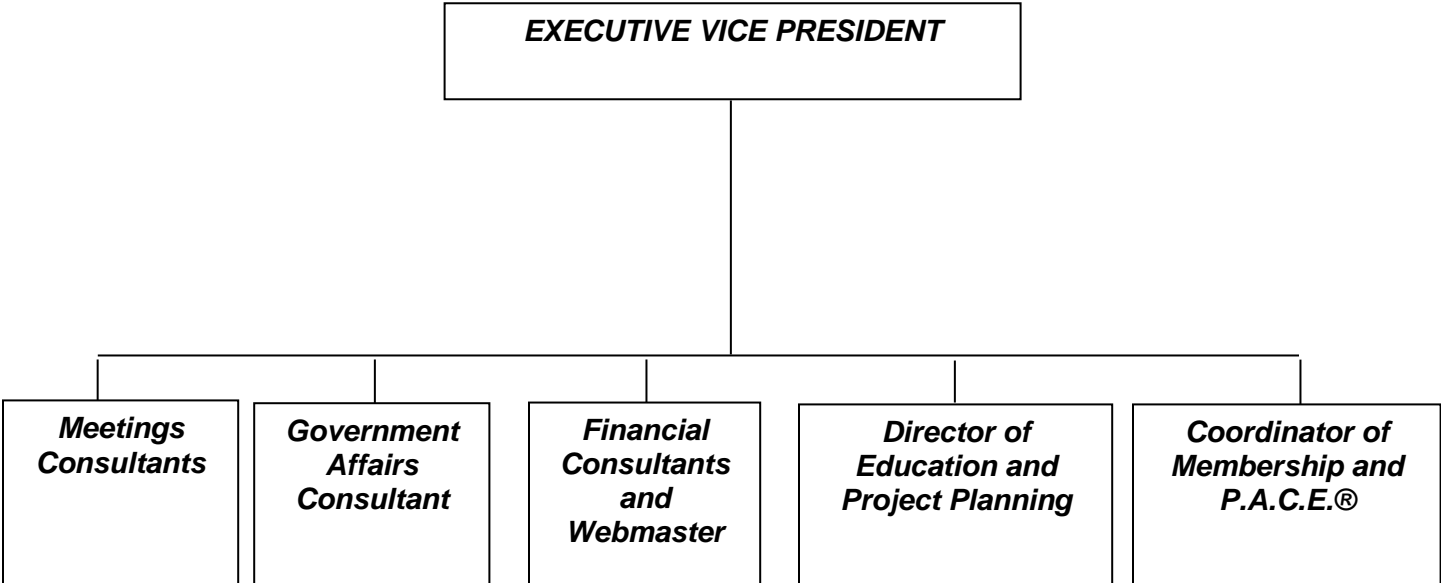 EXECUTIVE VICE PRESIDENT
Meetings
Consultants
Government
Affairs
Consultant
Financial
Consultants
and
Webmaster
Director of
Education and
Project Planning
Coordinator of
Membership and
P.A.C.E.®